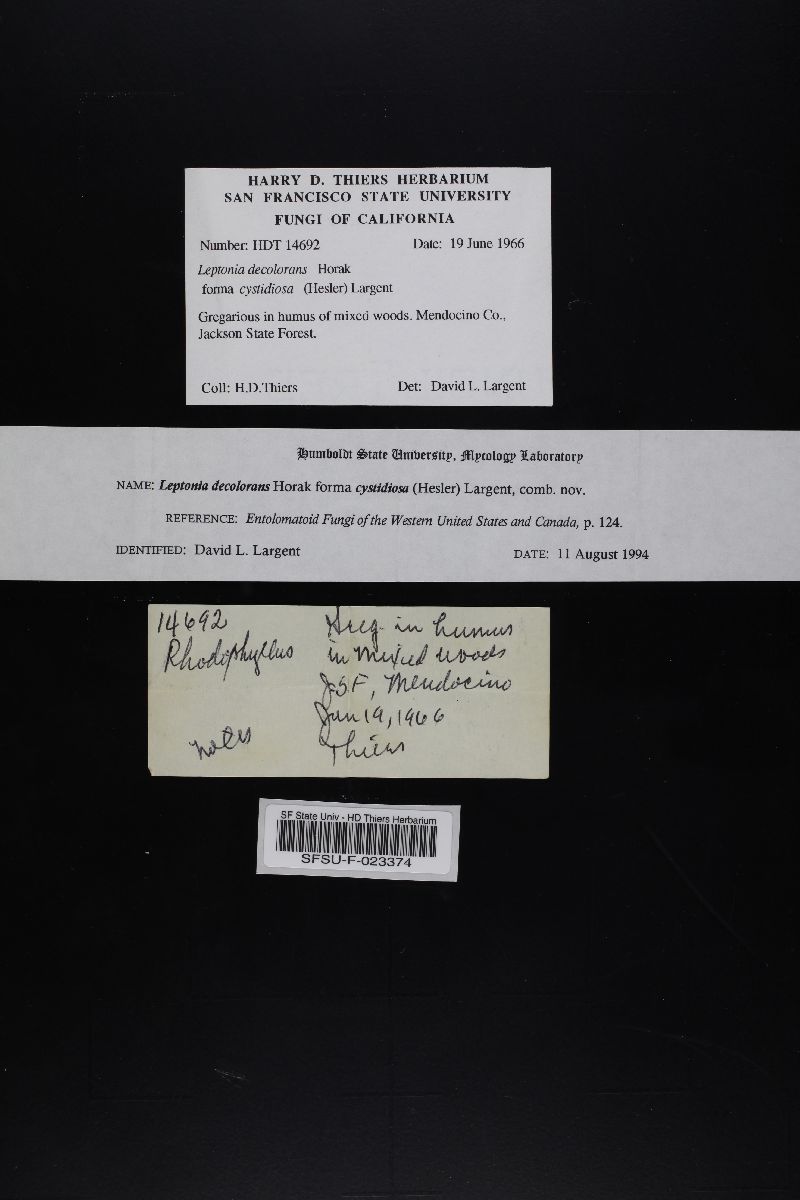 HARRY D. THIERS HERBARIUM
SAN FRANCISCO STATE UNIVERSITY
FUNGI OF CALIFORNIA
Number: HDT 14692 Date: 19 June 1966
Leptonia decolorans Horak
forma cystidiosa (Hesler) Largent
Gregarious in humus of mixed woods. Mendocino Co.,
Jackson State Forest.
Coll: H.D.Thiers Det: David L. Largent
Humboldt State University, Mycology Laboratory
NAME: Leptonia decolorans Horak forma cystidiosa (Hesler) Largent, comb. nov.
REFERENCE: Entolomatoid Fungi of the Western United States and Canada, p. 124.
IDENTIFIED: David L. Largent DATE: 11 August 1994
14692
Rhodophyllus
notes
Greg. in humus
in mixed woods
JSF, Mendocino
Jun 19, 1966
Thiers
SF State Univ - HD Thiers Herbarium
SFSU-F-023374